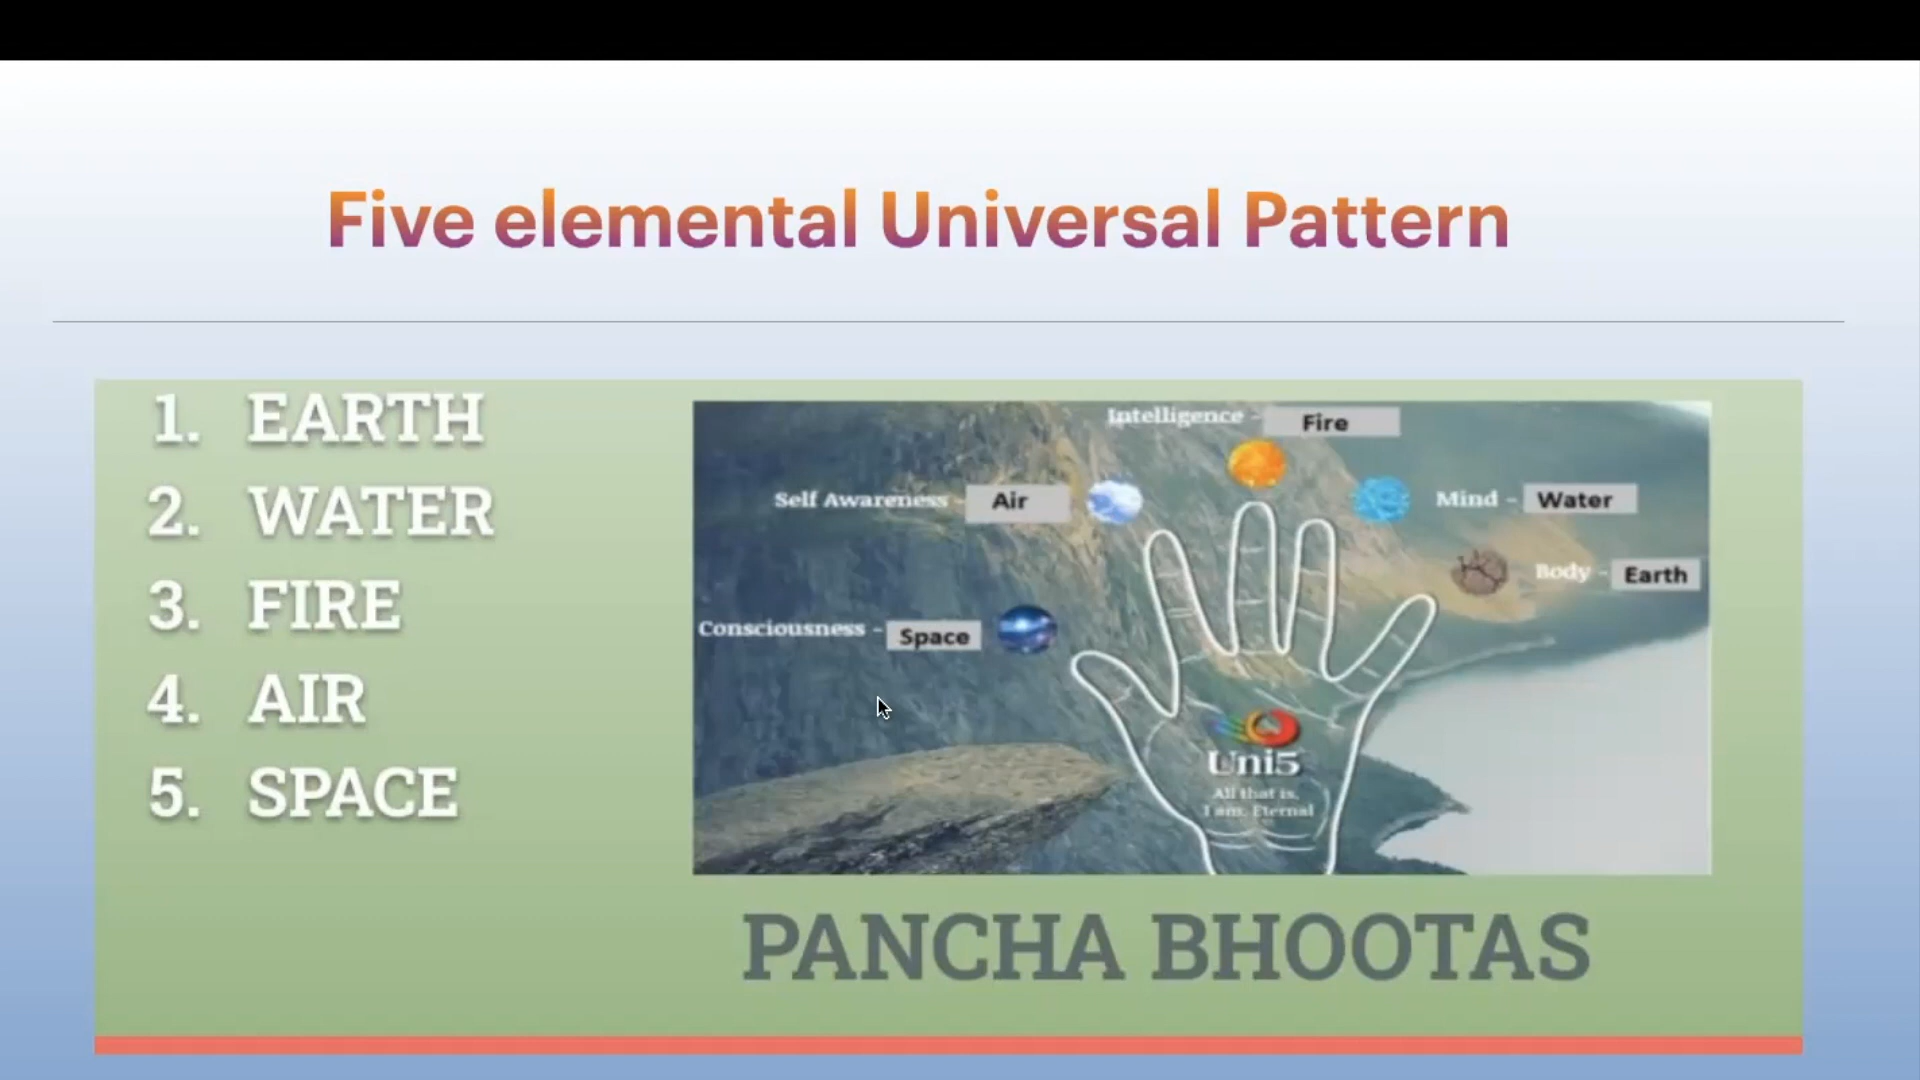 Five elemental Universal Pattern
1. EARTH
2. WATER
3. FIRE
4. AIR
5. SPACE
Intelligence - Fire
Self Awareness - Air
Mind - Water
Body - Earth
Consciousness - Space
Uni5
All that is,
I am, Eternal
PANCHA BHOOTAS